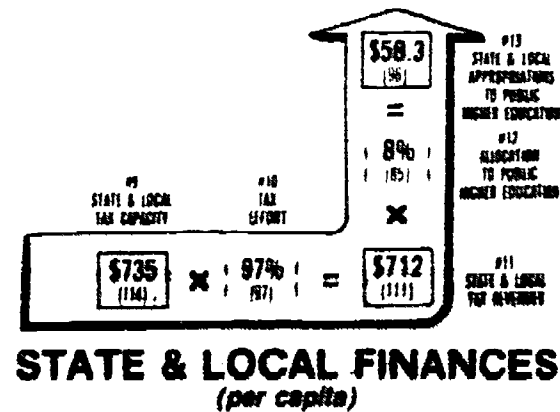 $58.3
(96)
#13
STATE & LOCAL
APPROPRIATIONS
TO PUBLIC
HIGHER EDUCATION
=
( 8% )
( (85) )
#12
ALLOCATION
TO PUBLIC
HIGHER EDUCATION
×
#9
STATE & LOCAL
TAX CAPACITY
#10
TAX
EFFORT
$735
(114)
×
( 97% )
( (97) )
=
$712
(111)
#11
STATE & LOCAL
TAX REVENUES
STATE & LOCAL FINANCES
(per capita)